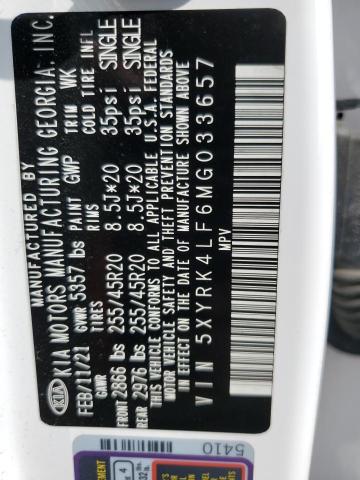 MANUFACTURED BY
KIA KIA MOTORS MANUFACTURING GEORGIA, INC.
FEB/11/21 PAINT GWP TRIM WK
GVWR 5357 lbs
GAWR TIRES RIMS COLD TIRE INFL
FRONT 2866 lbs 255/45R20 8.5J×20 35psi SINGLE
REAR 2976 lbs 255/45R20 8.5J×20 35psi SINGLE
THIS VEHICLE CONFORMS TO ALL APPLICABLE U.S.A. FEDERAL
MOTOR VEHICLE SAFETY AND THEFT PREVENTION STANDARDS
IN EFFECT ON THE DATE OF MANUFACTURE SHOWN ABOVE
VIN 5XYRK4LF6MG033657
MPV
5410